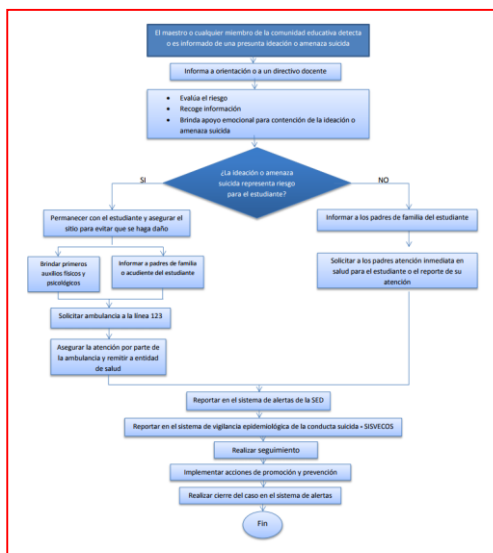 El maestro o cualquier miembro de la comunidad educativa detecta
o es informado de una presunta ideación o amenaza suicida
Informa a orientación o a un directivo docente
• Evalúa el riesgo
• Recoge información
• Brinda apoyo emocional para contención de la ideación o
amenaza suicida
¿La ideación o amenaza
suicida representa riesgo
para el estudiante?
SI
NO
Permanecer con el estudiante y asegurar el
sitio para evitar que se haga daño
Informar a los padres de familia del estudiante
Brindar primeros
auxilios físicos y
psicológicos
Informar a padres de familia
o acudiente del estudiante
Solicitar a los padres atención inmediata en
salud para el estudiante o el reporte de su
atención
Solicitar ambulancia a la línea 123
Asegurar la atención por parte de
la ambulancia y remitir a entidad
de salud
Reportar en el sistema de alertas de la SED
Reportar en el sistema de vigilancia epidemiológica de la conducta suicida - SISVECOS
Realizar seguimiento
Implementar acciones de promoción y prevención
Realizar cierre del caso en el sistema de alertas
Fin